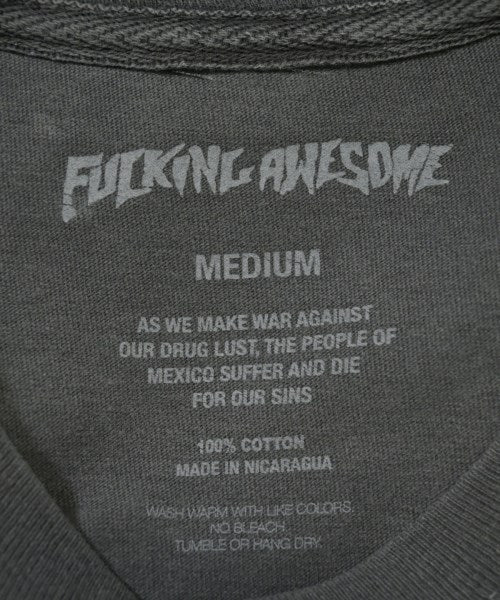 FUCKING AWESOME
MEDIUM
AS WE MAKE WAR AGAINST
OUR DRUG LUST, THE PEOPLE OF
MEXICO SUFFER AND DIE
FOR OUR SINS
100% COTTON
MADE IN NICARAGUA
WASH WARM WITH LIKE COLORS.
NO BLEACH.
TUMBLE OR HANG DRY.